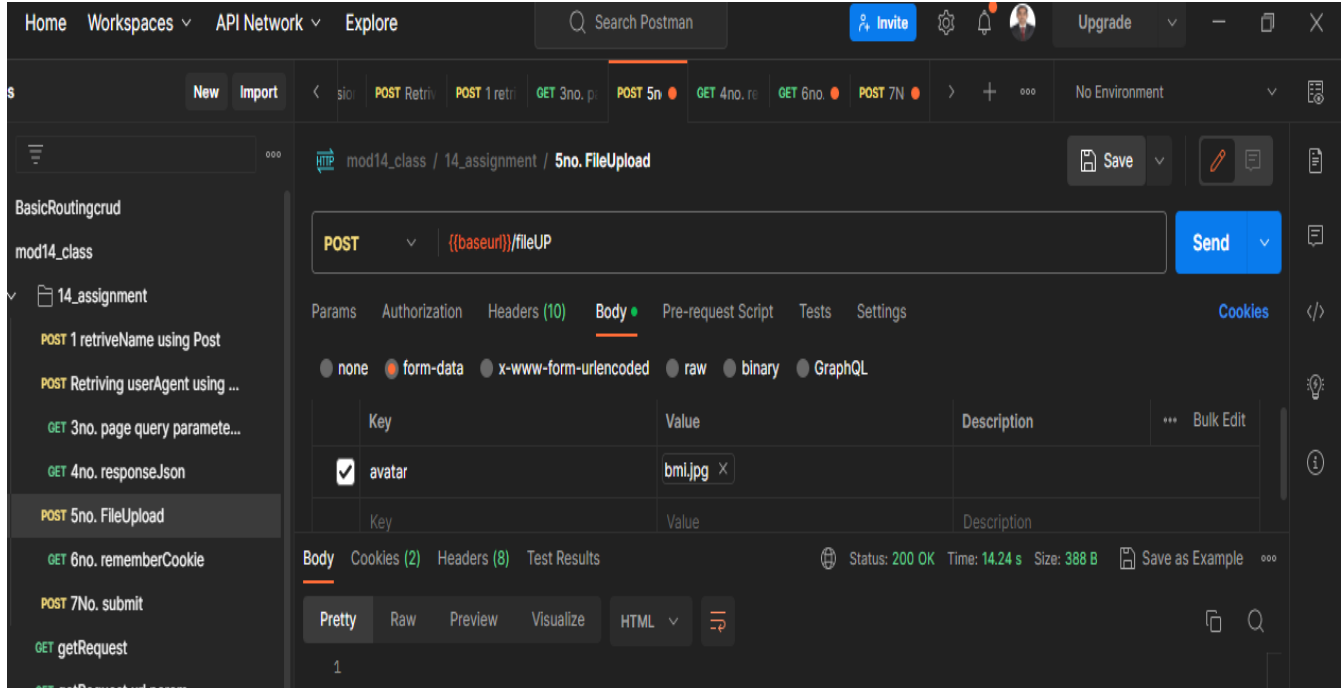 Home Workspaces API Network Explore Search Postman Invite Upgrade
s New Import sion POST Retriv POST 1 retri GET 3no. p POST 5n GET 4no. re GET 6no. POST 7N No Environment
HTTP mod14_class / 14_assignment / 5no. FileUpload Save
BasicRoutingcrud
mod14_class
14_assignment
POST 1 retriveName using Post
POST Retriving userAgent using ...
GET 3no. page query paramete...
GET 4no. responseJson
POST 5no. FileUpload
GET 6no. rememberCookie
POST 7No. submit
GET getRequest
POST {{baseurl}}/fileUP Send
Params Authorization Headers (10) Body Pre-request Script Tests Settings Cookies
none form-data x-www-form-urlencoded raw binary GraphQL
Key Value Description Bulk Edit
avatar bmi.jpg
Key Value Description
Body Cookies (2) Headers (8) Test Results Status: 200 OK Time: 14.24 s Size: 388 B Save as Example
Pretty Raw Preview Visualize HTML
1